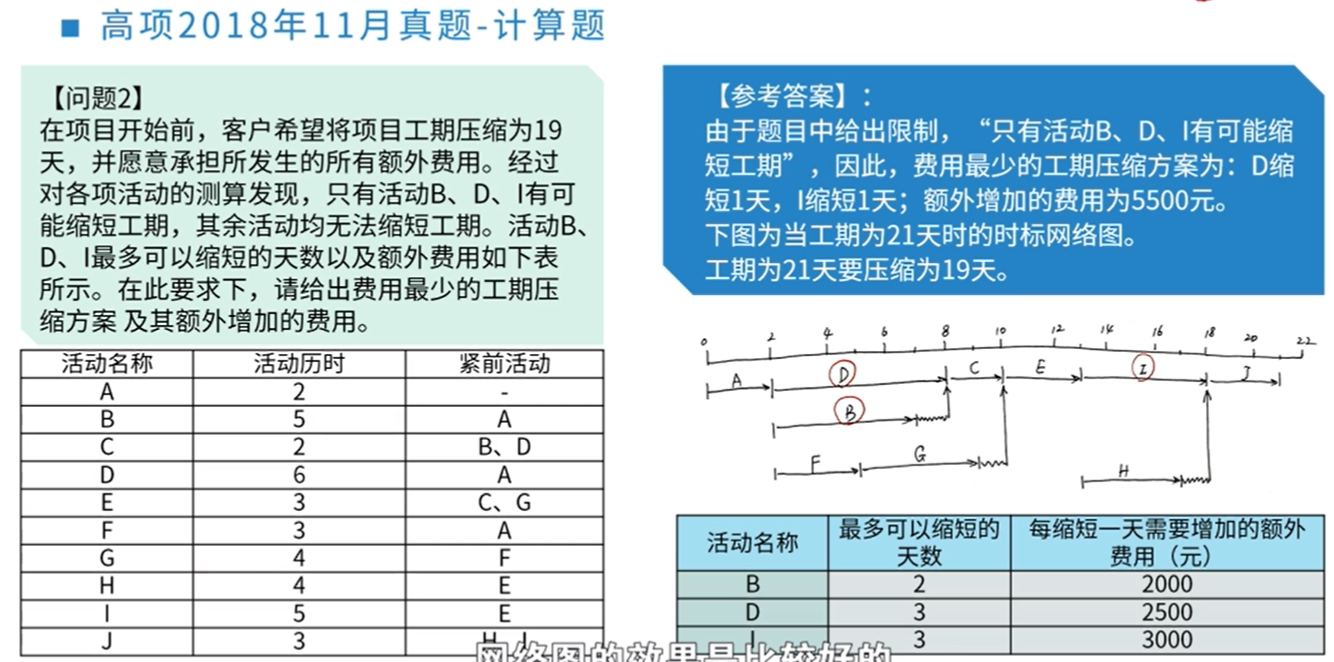 ■ 高项2018年11月真题-计算题
【问题2】
在项目开始前，客户希望将项目工期压缩为19
天，并愿意承担所发生的所有额外费用。经过
对各项活动的测算发现，只有活动B、D、I有可
能缩短工期，其余活动均无法缩短工期。活动B、
D、I最多可以缩短的天数以及额外费用如下表
所示。在此要求下，请给出费用最少的工期压
缩方案 及其额外增加的费用。
活动名称 活动历时 紧前活动
A 2 -
B 5 A
C 2 B、D
D 6 A
E 3 C、G
F 3 A
G 4 F
H 4 E
I 5 E
J 3 H、I
【参考答案】：
由于题目中给出限制，“只有活动B、D、I有可能缩
短工期”，因此，费用最少的工期压缩方案为：D缩
短1天，I缩短1天；额外增加的费用为5500元。
下图为当工期为21天时的时标网络图。
工期为21天要压缩为19天。
0 2 4 6 8 10 12 14 16 18 20 22
A D C E I J
B
F G H
活动名称 最多可以缩短的天数 每缩短一天需要增加的额外费用（元）
B 2 2000
D 3 2500
I 3 3000
网络图的效果是比较好的